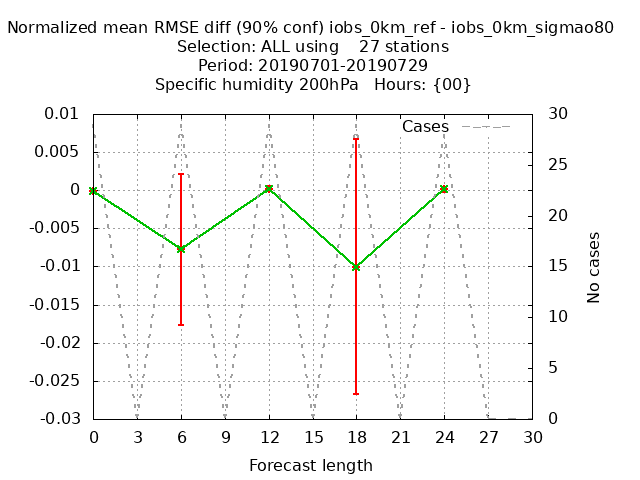 Normalized mean RMSE diff (90% conf) iobs_0km_ref - iobs_0km_sigmao80
Selection: ALL using 27 stations
Period: 20190701-20190729
Specific humidity 200hPa Hours: {00}
Cases
0.01
0.005
0
-0.005
-0.01
-0.015
-0.02
-0.025
-0.03
30
25
20
15
10
5
0
No cases
0 3 6 9 12 15 18 21 24 27 30
Forecast length